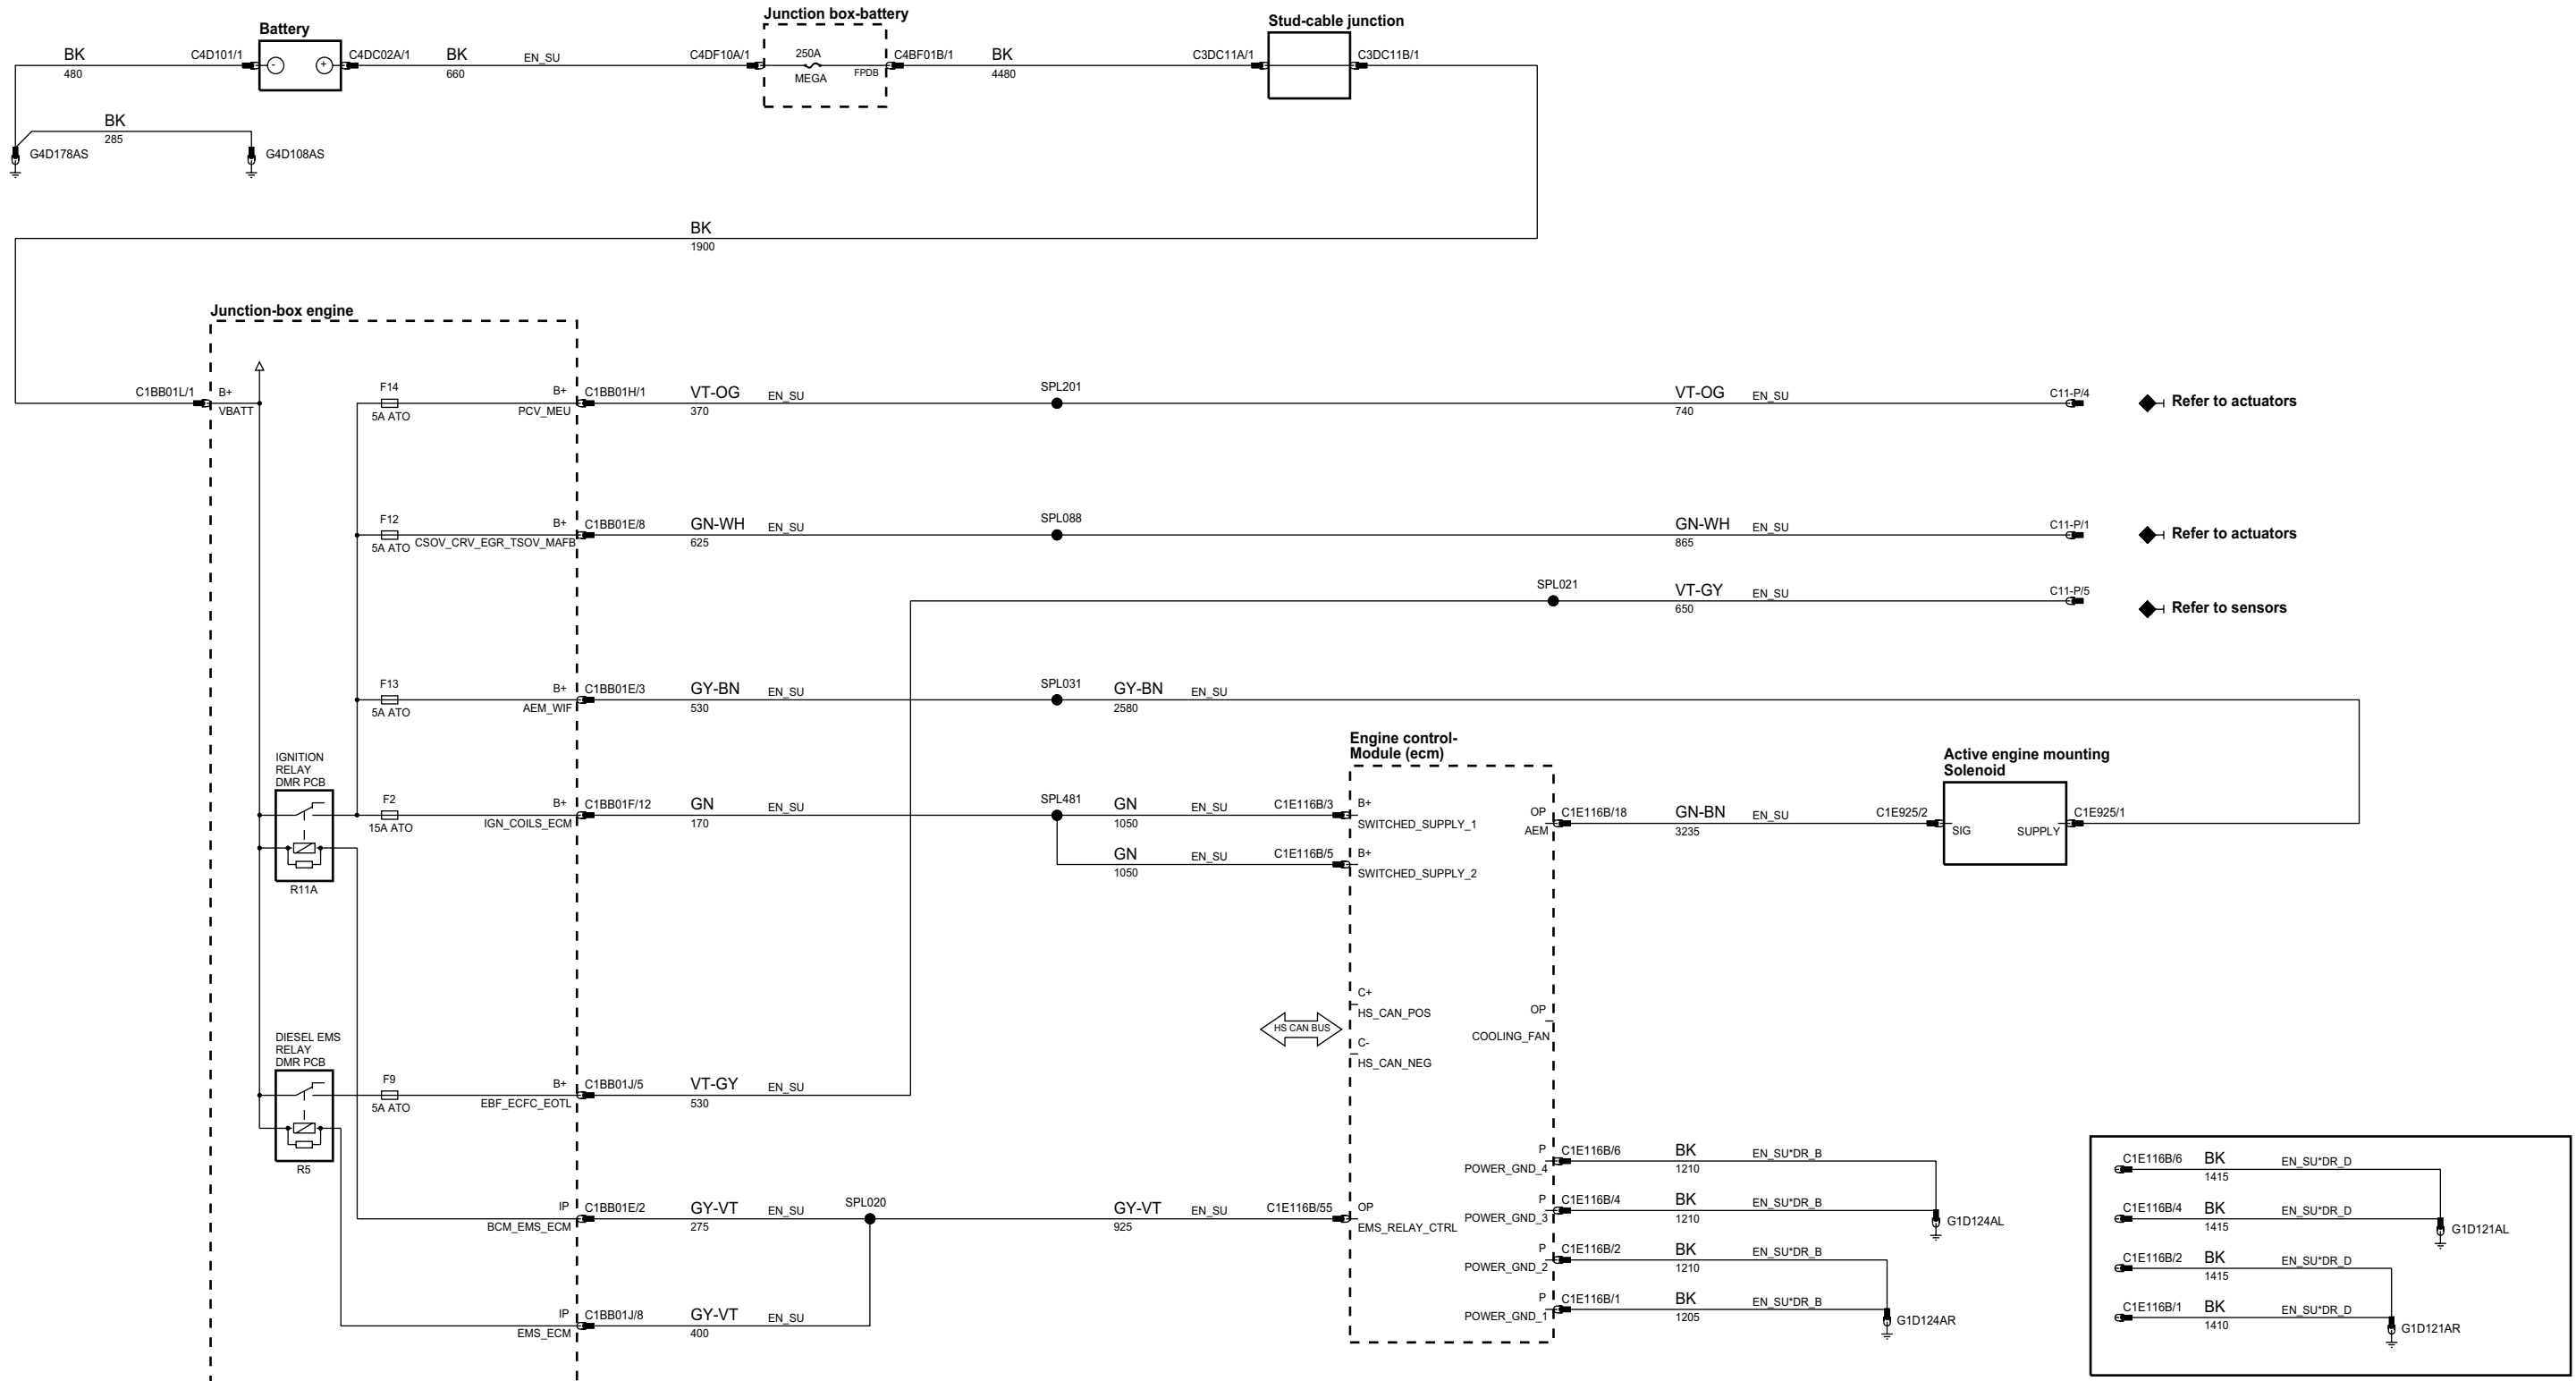 Battery
Junction box-battery
Stud-cable junction
BK
480
C4D101/1
-
+
C4DC02A/1
BK
660
EN_SU
C4DF10A/1
250A
MEGA
FPDB
C4BF01B/1
BK
4480
C3DC11A/1
C3DC11B/1
BK
285
G4D178AS
G4D108AS
BK
1900
Junction-box engine
C1BB01L/1
B+
VBATT
F14
5A ATO
B+
PCV_MEU
C1BB01H/1
VT-OG
370
EN_SU
SPL201
VT-OG
740
EN_SU
C11-P/4
Refer to actuators
F12
5A ATO
B+
CSOV_CRV_EGR_TSOV_MAFB
C1BB01E/8
GN-WH
625
EN_SU
SPL088
GN-WH
865
EN_SU
C11-P/1
Refer to actuators
SPL021
VT-GY
650
EN_SU
C11-P/5
Refer to sensors
F13
5A ATO
B+
AEM_WIF
C1BB01E/3
GY-BN
530
EN_SU
SPL031
GY-BN
2580
EN_SU
Engine control-
Module (ecm)
Active engine mounting
Solenoid
IGNITION
RELAY
DMR PCB
R11A
F2
15A ATO
B+
IGN_COILS_ECM
C1BB01F/12
GN
170
EN_SU
SPL481
GN
1050
EN_SU
C1E116B/3
B+
SWITCHED_SUPPLY_1
GN
1050
EN_SU
C1E116B/5
B+
SWITCHED_SUPPLY_2
OP
AEM
C1E116B/18
GN-BN
3235
EN_SU
C1E925/2
SIG
SUPPLY
C1E925/1
HS CAN BUS
C+
HS_CAN_POS
C-
HS_CAN_NEG
OP
COOLING_FAN
DIESEL EMS
RELAY
DMR PCB
R5
F9
5A ATO
B+
EBF_ECFC_EOTL
C1BB01J/5
VT-GY
530
EN_SU
IP
BCM_EMS_ECM
C1BB01E/2
GY-VT
275
EN_SU
SPL020
GY-VT
925
EN_SU
C1E116B/55
OP
EMS_RELAY_CTRL
IP
EMS_ECM
C1BB01J/8
GY-VT
400
EN_SU
P
POWER_GND_4
C1E116B/6
BK
1210
EN_SU*DR_B
P
POWER_GND_3
C1E116B/4
BK
1210
EN_SU*DR_B
G1D124AL
P
POWER_GND_2
C1E116B/2
BK
1210
EN_SU*DR_B
P
POWER_GND_1
C1E116B/1
BK
1205
EN_SU*DR_B
G1D124AR
C1E116B/6
BK
1415
EN_SU*DR_D
C1E116B/4
BK
1415
EN_SU*DR_D
G1D121AL
C1E116B/2
BK
1415
EN_SU*DR_D
C1E116B/1
BK
1410
EN_SU*DR_D
G1D121AR